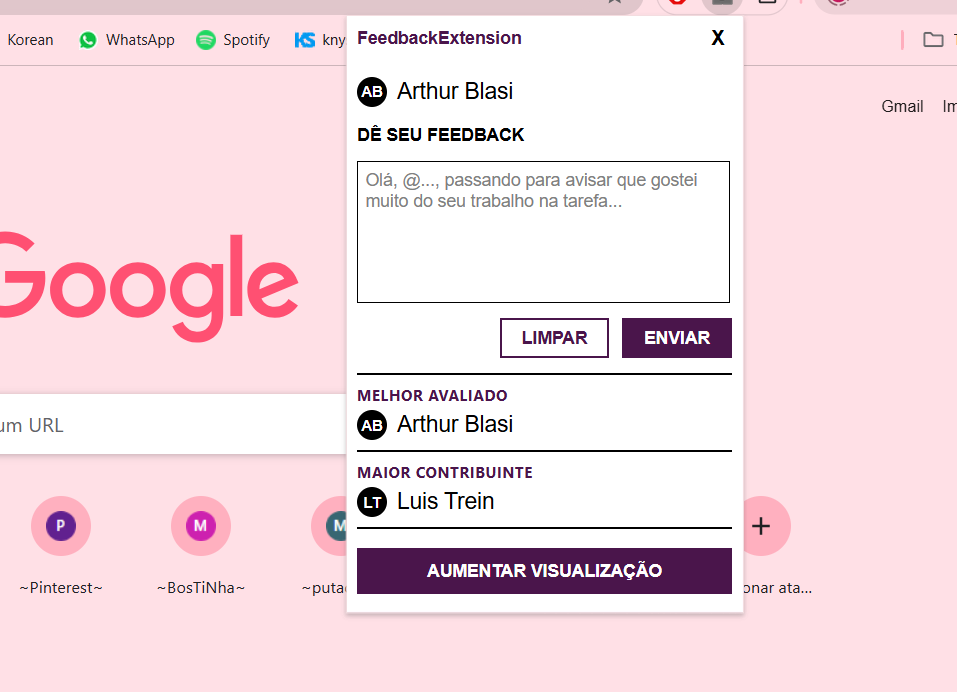 Korean
WhatsApp
Spotify
kny
FeedbackExtension
X
Gmail
AB
Arthur Blasi
DÊ SEU FEEDBACK
Olá, @..., passando para avisar que gostei
muito do seu trabalho na tarefa...
Google
LIMPAR
ENVIAR
MELHOR AVALIADO
um URL
AB
Arthur Blasi
MAIOR CONTRIBUINTE
LT
Luis Trein
P
M
M
+
AUMENTAR VISUALIZAÇÃO
~Pinterest~
~BosTiNha~
~puta
onar ata...